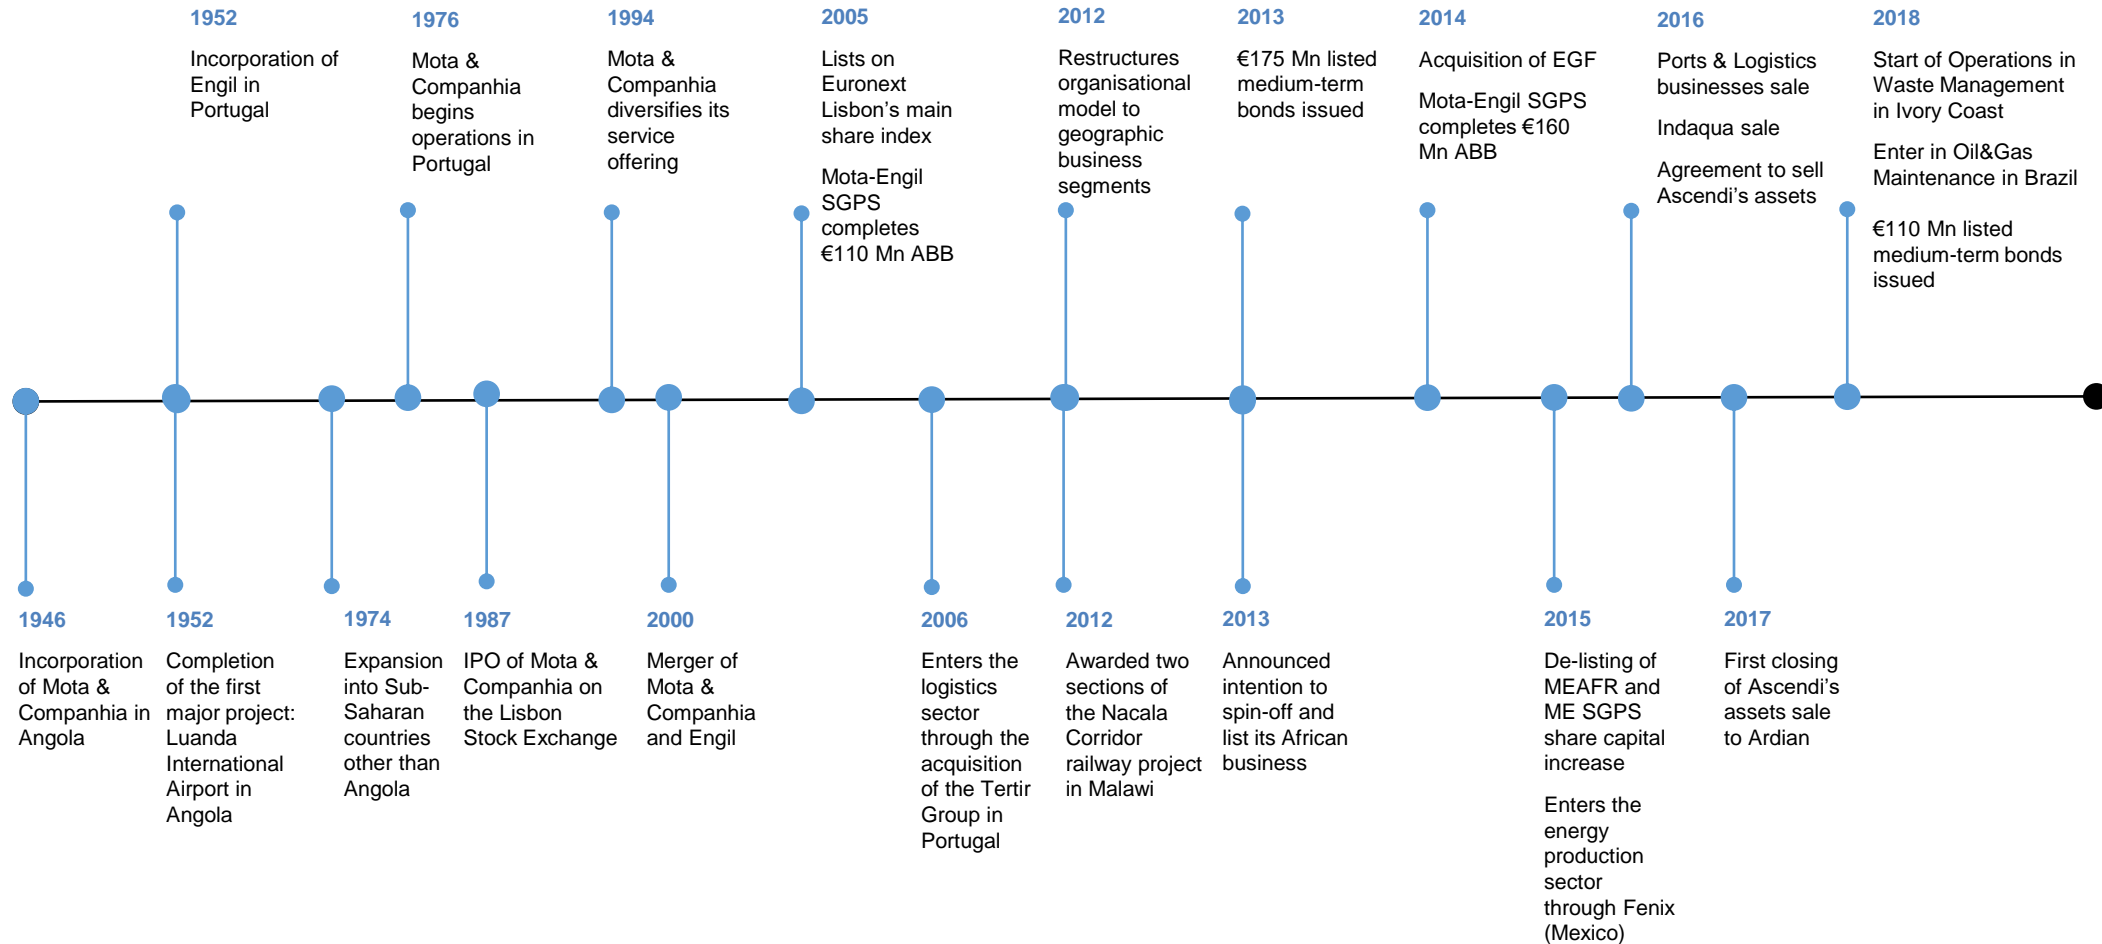 1952
Incorporation of
Engil in
Portugal
1976
Mota &
Companhia
begins
operations in
Portugal
1994
Mota &
Companhia
diversifies its
service
offering
2005
Lists on
Euronext
Lisbon’s main
share index
Mota-Engil
SGPS
completes
€110 Mn ABB
2012
Restructures
organisational
model to
geographic
business
segments
2013
€175 Mn listed
medium-term
bonds issued
2014
Acquisition of EGF
Mota-Engil SGPS
completes €160
Mn ABB
2016
Ports & Logistics
businesses sale
Indaqua sale
Agreement to sell
Ascendi’s assets
2018
Start of Operations in
Waste Management
in Ivory Coast
Enter in Oil&Gas
Maintenance in Brazil
€110 Mn listed
medium-term bonds
issued
1946
Incorporation
of Mota &
Companhia in
Angola
1952
Completion
of the first
major project:
Luanda
International
Airport in
Angola
1974
Expansion
into Sub-
Saharan
countries
other than
Angola
1987
IPO of Mota &
Companhia on
the Lisbon
Stock Exchange
2000
Merger of
Mota &
Companhia
and Engil
2006
Enters the
logistics
sector
through the
acquisition
of the Tertir
Group in
Portugal
2012
Awarded two
sections of
the Nacala
Corridor
railway project
in Malawi
2013
Announced
intention to
spin-off and
list its African
business
2015
De-listing of
MEAFR and
ME SGPS
share capital
increase
Enters the
energy
production
sector
through Fenix
(Mexico)
2017
First closing
of Ascendi’s
assets sale
to Ardian